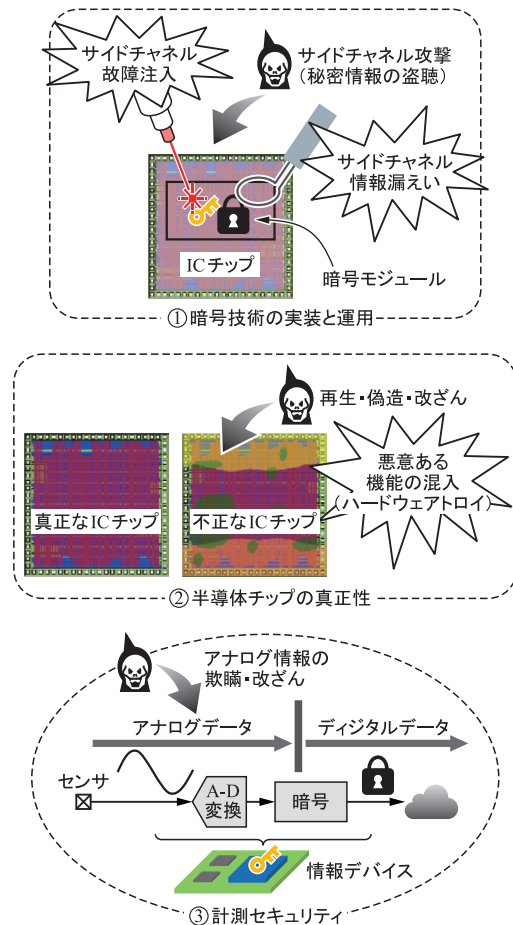 サイドチャネル
故障注入
サイドチャネル攻撃
(秘密情報の盗聴)
サイドチャネル
情報漏えい
ICチップ
暗号モジュール
①暗号技術の実装と運用
再生・偽造・改ざん
悪意ある
機能の混入
(ハードウェアトロイ)
真正なICチップ
不正なICチップ
②半導体チップの真正性
アナログ情報の
欺瞞・改ざん
アナログデータ
ディジタルデータ
センサ
A-D
変換
暗号
情報デバイス
③計測セキュリティ